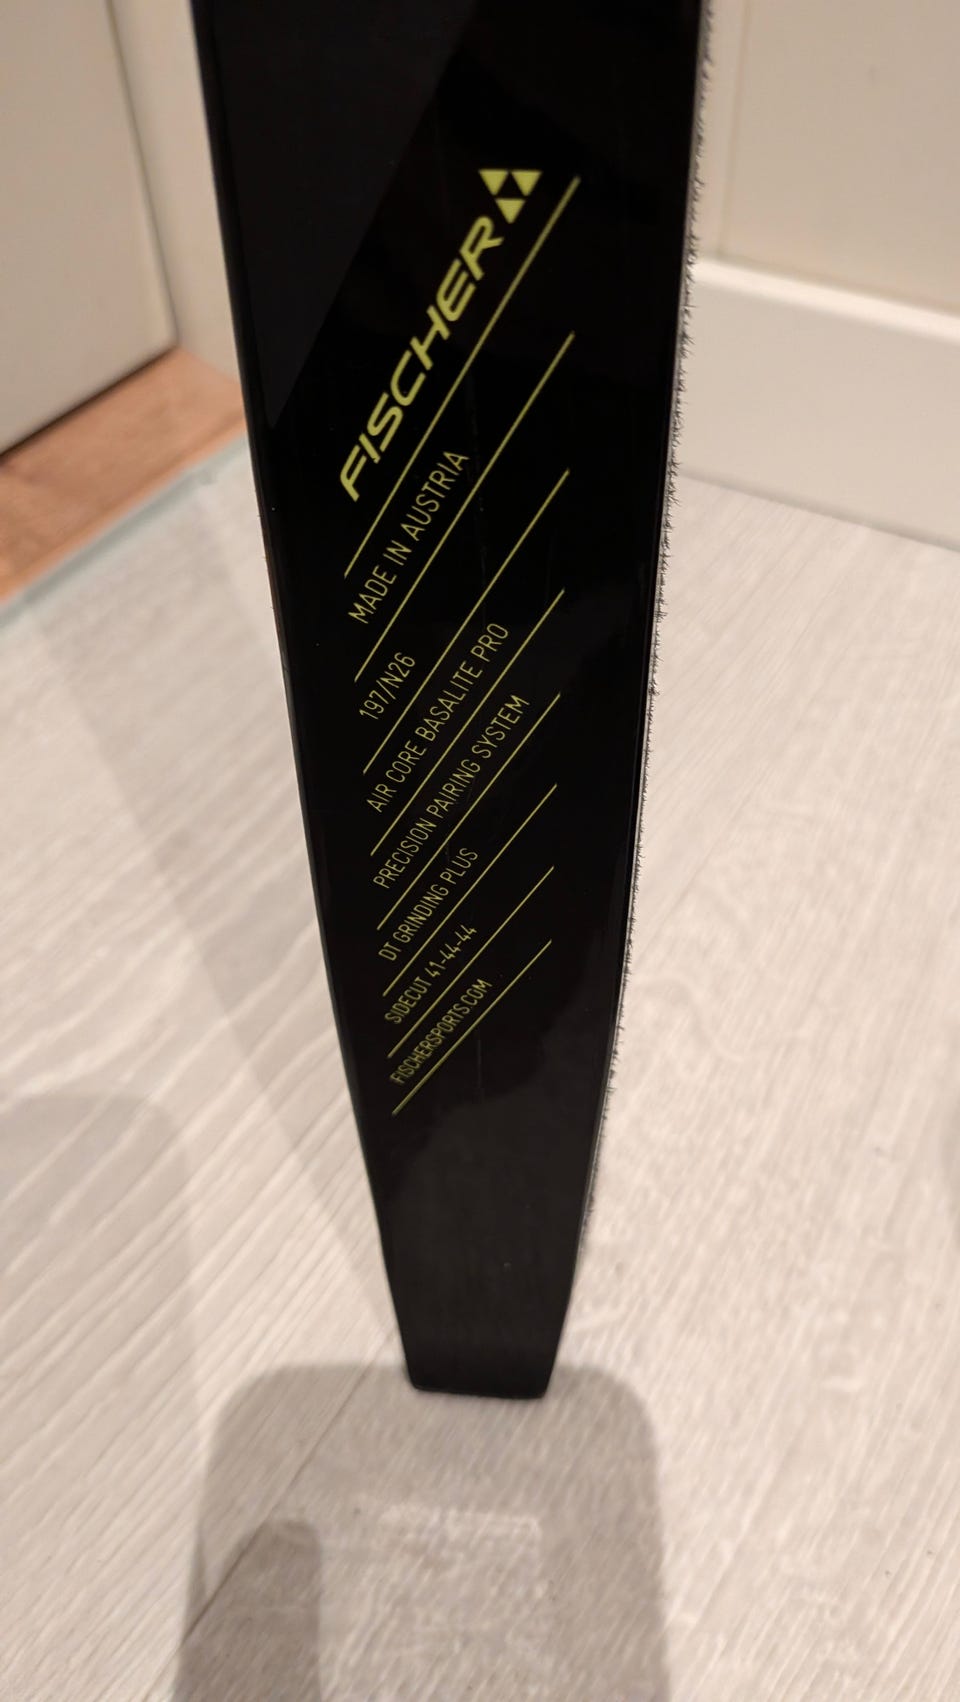 FISCHER
MADE IN AUSTRIA
197/N26
AIR CORE BASALITE PRO
PRECISION PAIRING SYSTEM
DT GRINDING PLUS
SIDECUT 41-44-44
FISCHERSPORTS.COM